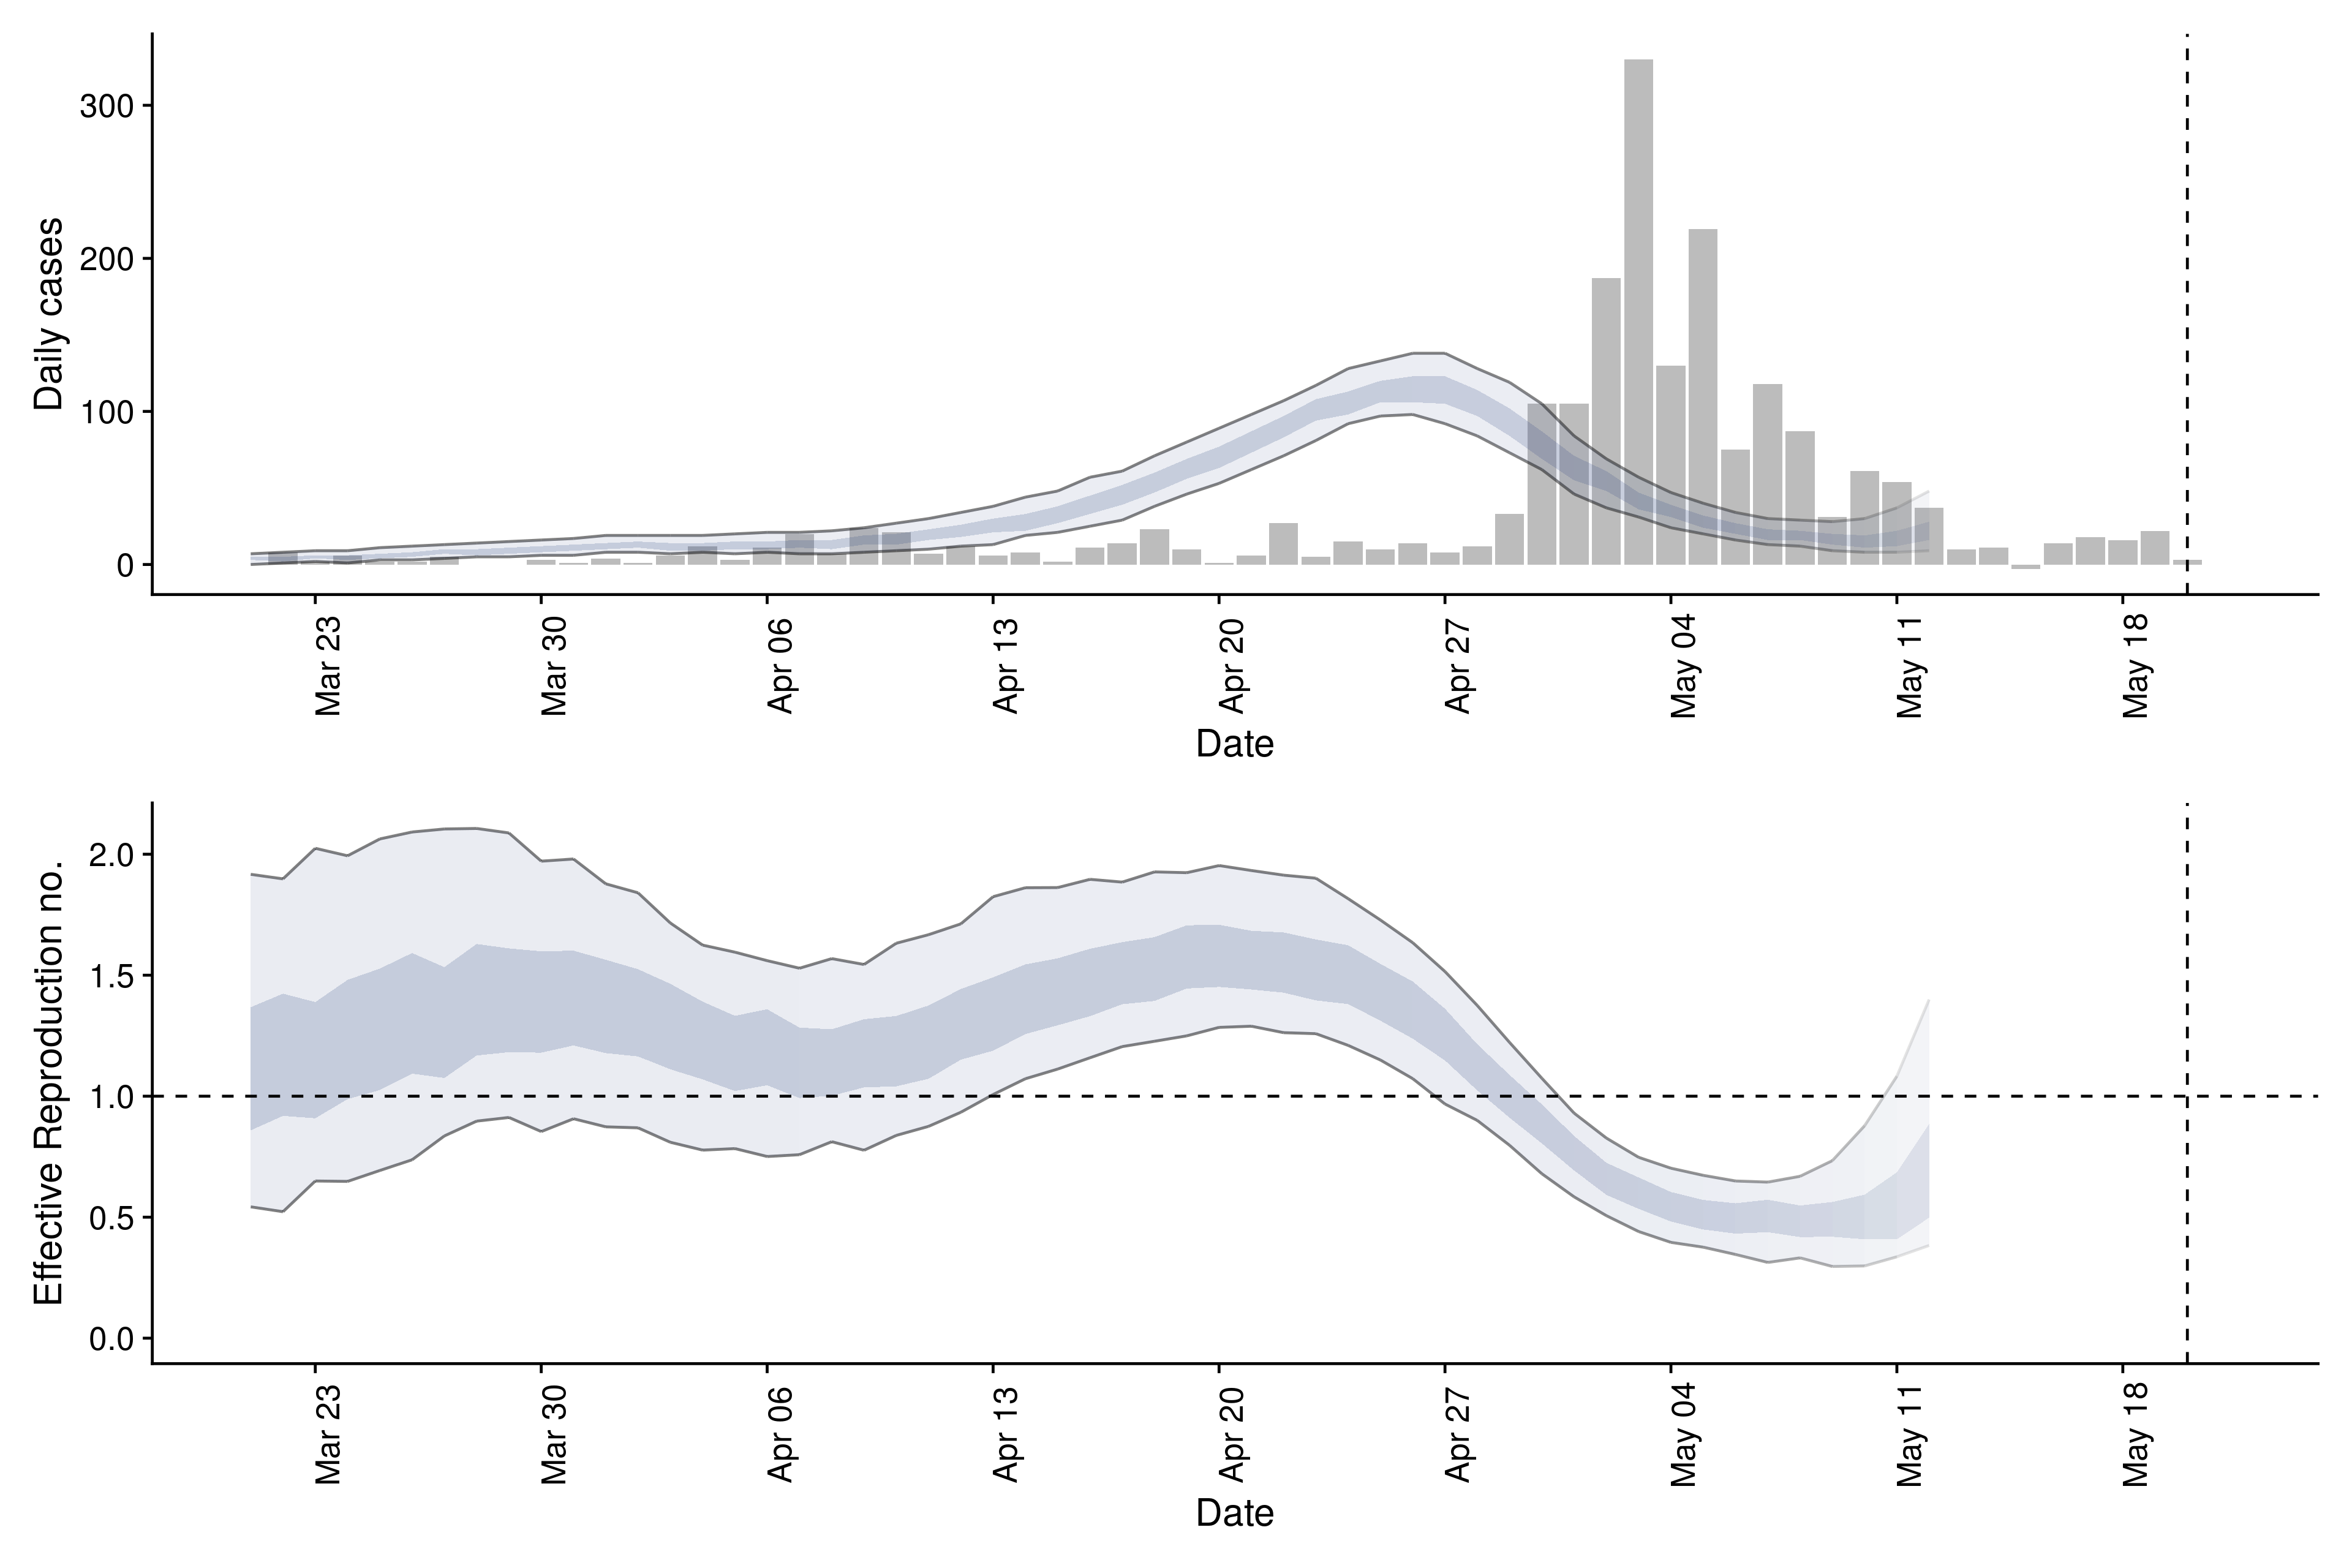 Daily cases
300
200
100
0
Mar 23
Mar 30
Apr 06
Apr 13
Apr 20
Apr 27
May 04
May 11
May 18
Date
Effective Reproduction no.
2.0
1.5
1.0
0.5
0.0
Mar 23
Mar 30
Apr 06
Apr 13
Apr 20
Apr 27
May 04
May 11
May 18
Date